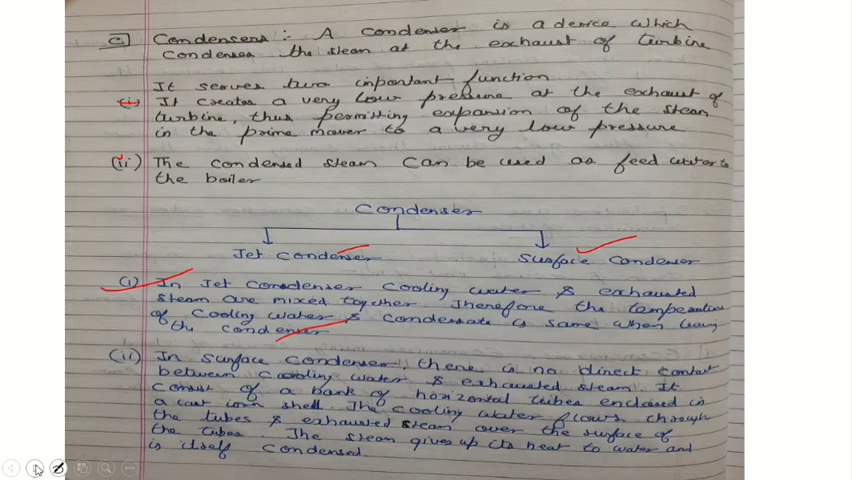 c) Condensers :- A condenser is a device which
condenses the steam at the exhaust of turbine
It serves two inportant function
(i) It creates a very low pressure at the exhaust of
turbine, thus permitting expansion of the steam
in the prime mover to a very low pressure
(ii) The condensed steam can be used as feed water to
the boiler
Condenser
Jet Condenser Surface Condenser
(i) In Jet Condenser Cooling water & exhausted
steam are mixed together. Therefore the temperature
of Cooling water & condensate is same when leaving
the condenser
(ii) In surface Condenser, there is no direct contact
between cooling water & exhausted steam. It
consist of a bank of horizontal tubes enclosed in
a cast iron shell. The cooling water flows through
the tubes & exhausted steam over the surface of
the tubes. The steam gives up its heat to water and
is itself condensed.